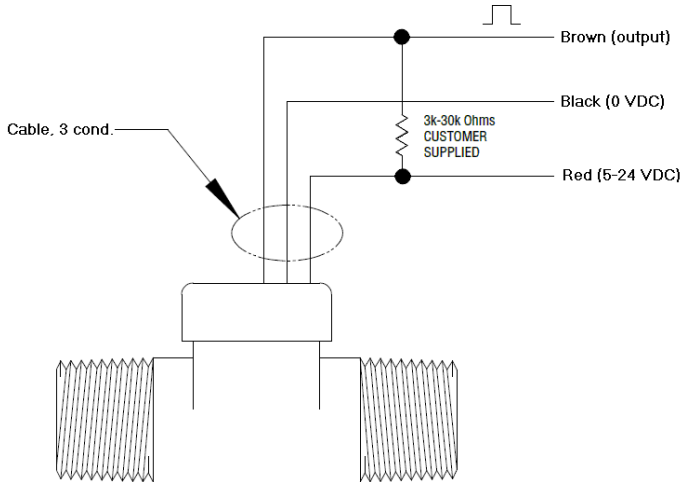 Brown (output)
Black (0 VDC)
Cable, 3 cond.
3k-30k Ohms
CUSTOMER
SUPPLIED
Red (5-24 VDC)